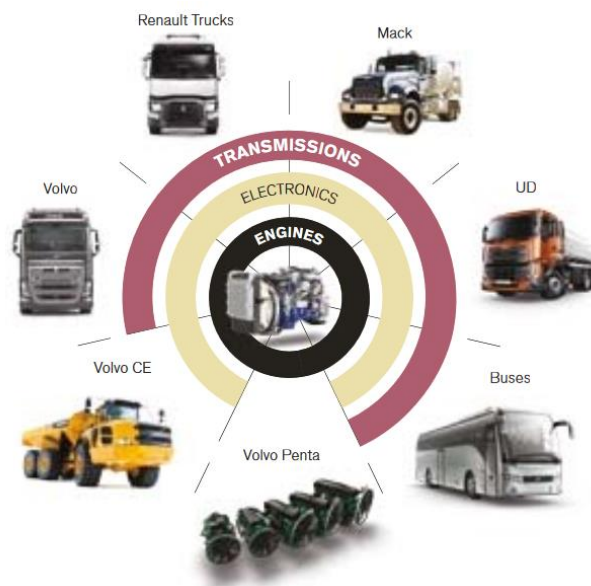 Renault Trucks
Mack
TRANSMISSIONS
Volvo
ELECTRONICS
UD
ENGINES
Volvo CE
Buses
Volvo Penta